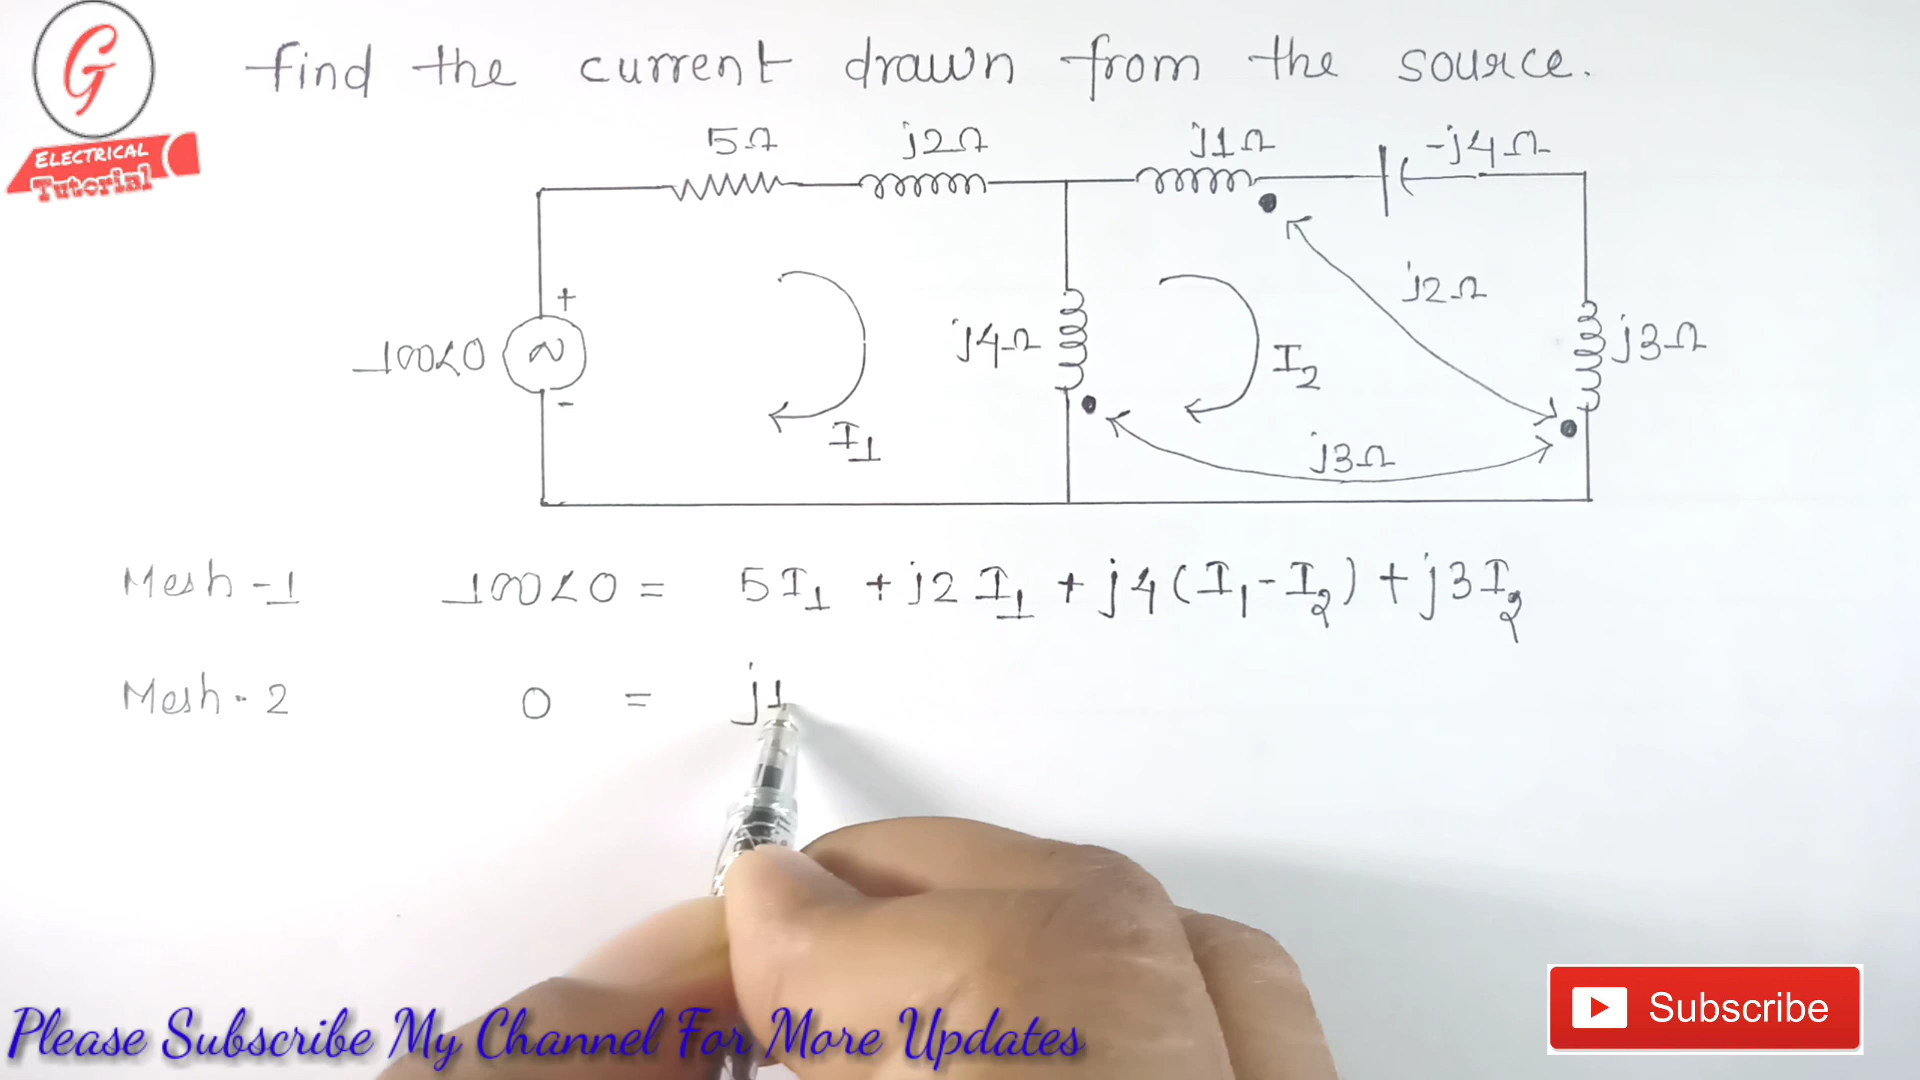 G
ELECTRICAL
Tutorial
find the current drawn from the source.
5Ω j2Ω j1Ω -j4Ω
+
100∠0
-
j4Ω
I₁
I₂
j2Ω
j3Ω
j3Ω
Mesh-1 100∠0 = 5I₁ + j2I₁ + j4(I₁-I₂) + j3I₂
Mesh-2 0 = j1
Please Subscribe My Channel For More Updates
Subscribe